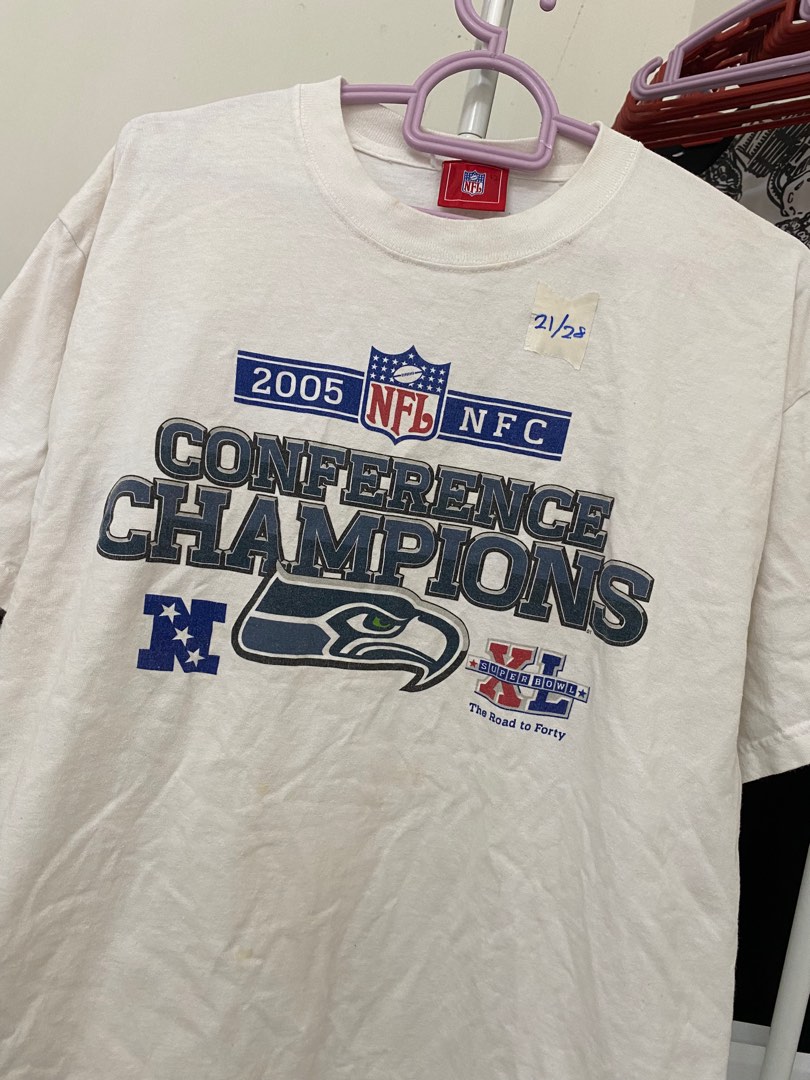 NFL
21/28
2005 NFL NFC
CONFERENCE
CHAMPIONS
N
XL
SUPER BOWL
The Road to Forty